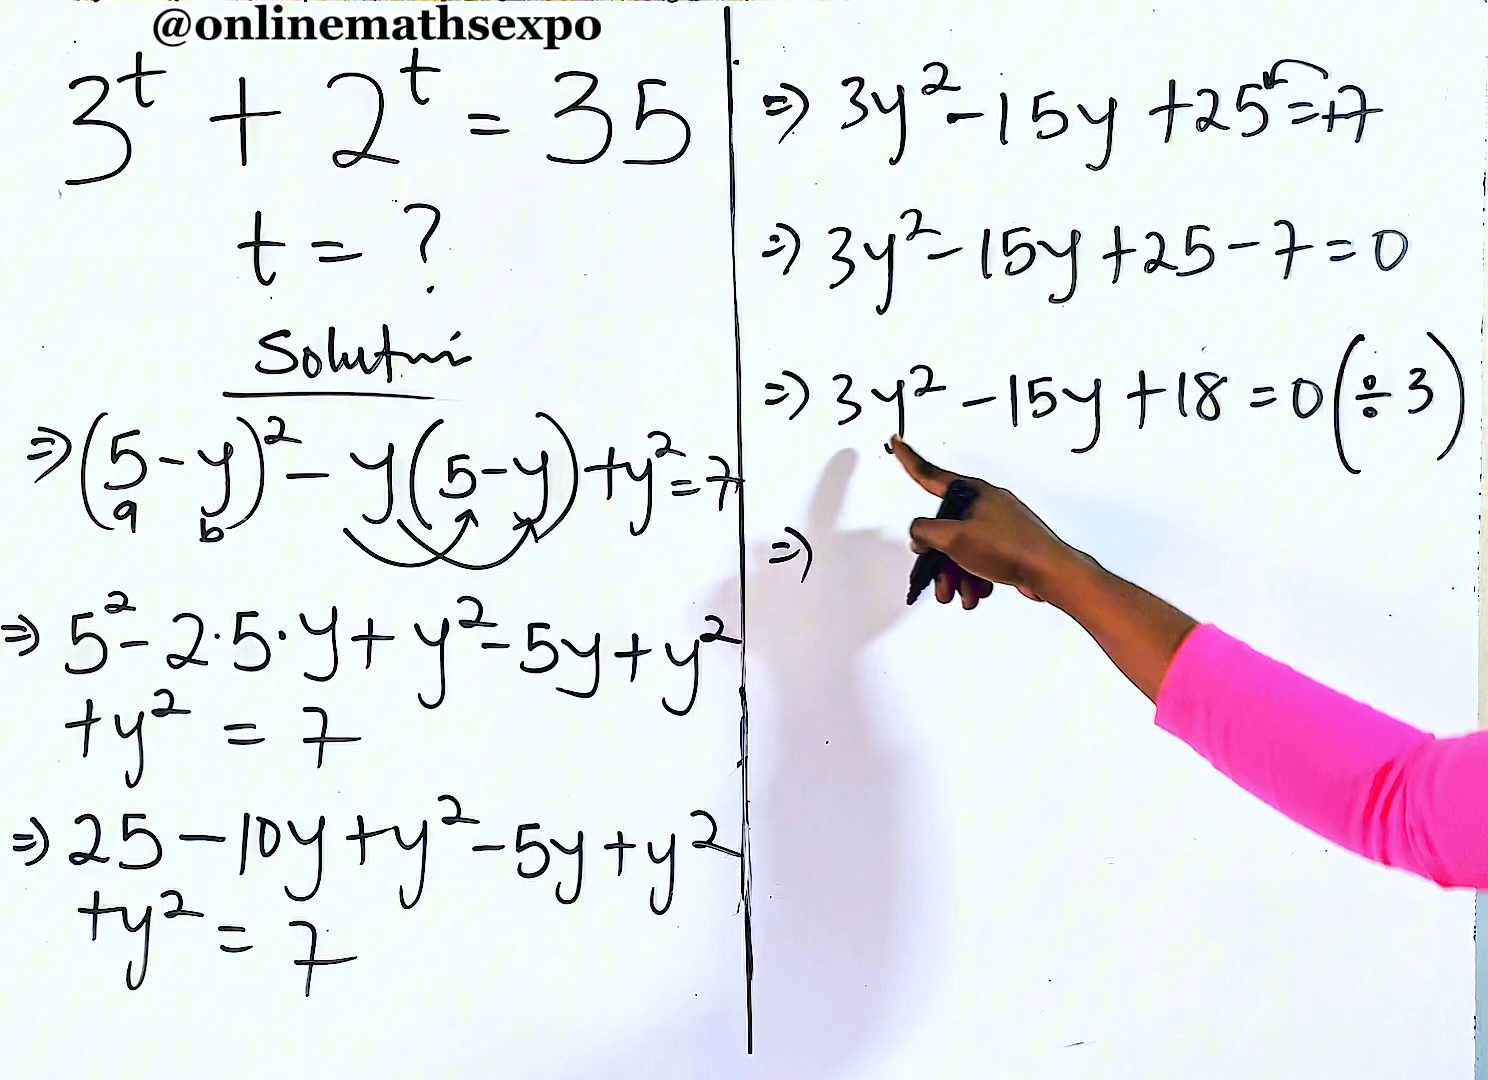 @onlinemathsexpo
3^t + 2^t = 35
t = ?
⇒ (5 - y)² - y(5 - y) + y² = 7
a b
⇒ 5² - 2·5·y + y² - 5y + y²
+ y² = 7
⇒ 25 - 10y + y² - 5y + y²
+ y² = 7
⇒ 3y² - 15y + 25 = +7
⇒ 3y² - 15y + 25 - 7 = 0
⇒ 3y² - 15y + 18 = 0 (÷ 3)
⇒